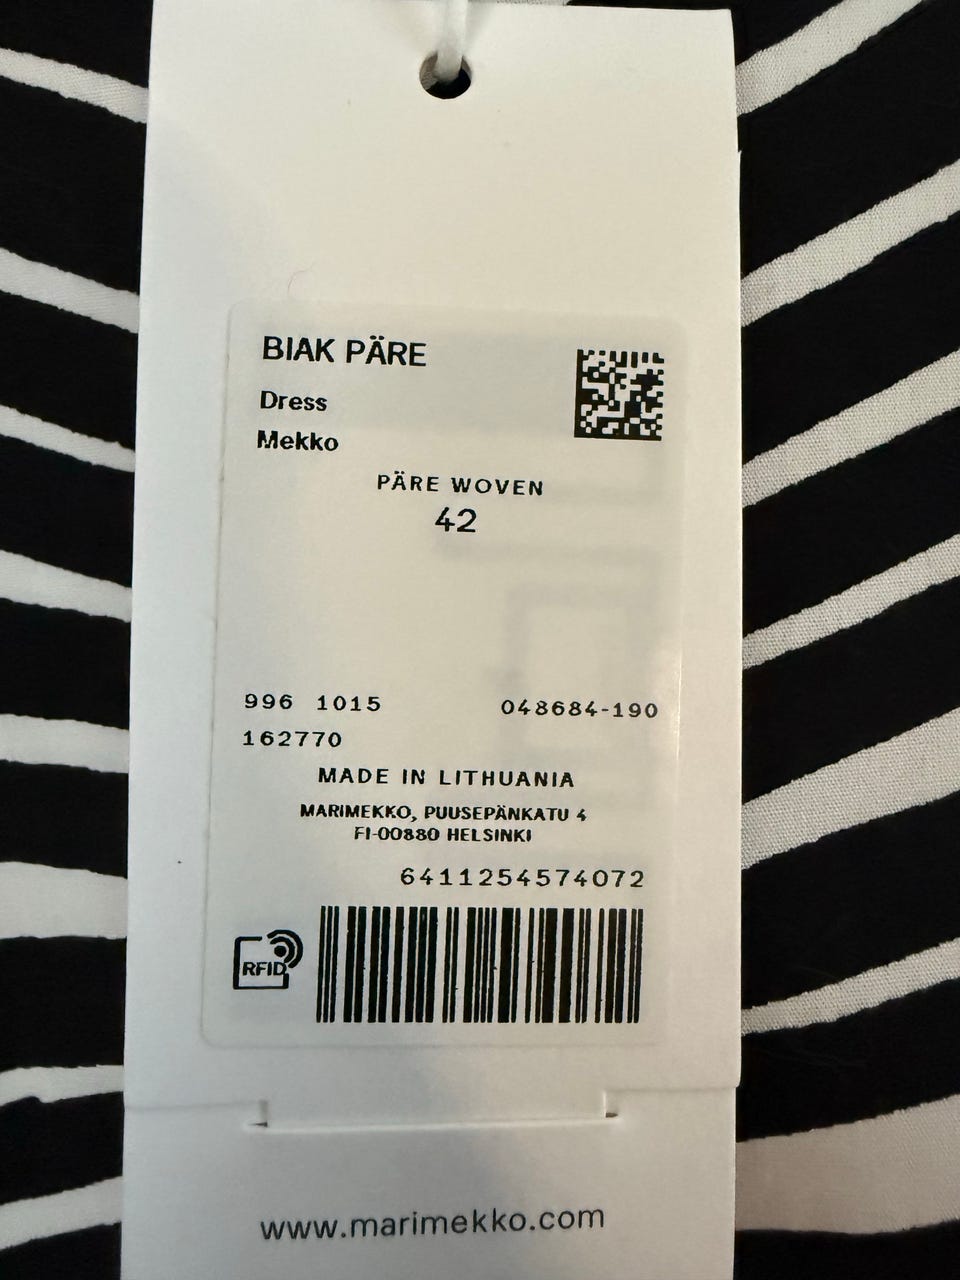 BIAK PÄRE
Dress
Mekko
PÄRE WOVEN
42
996 1015
048684-190
162770
MADE IN LITHUANIA
MARIMEKKO, PUUSEPÄNKATU 4
FI-00880 HELSINKI
6411254574072
RFID
www.marimekko.com